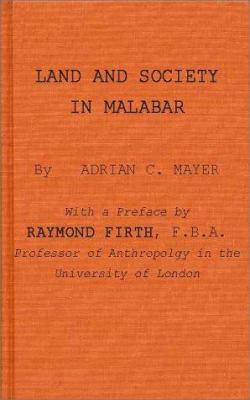 LAND AND SOCIETY
IN MALABAR
By ADRIAN C. MAYER
With a Preface by
RAYMOND FIRTH, F.B.A.
Professor of Anthropolgy in the
University of London